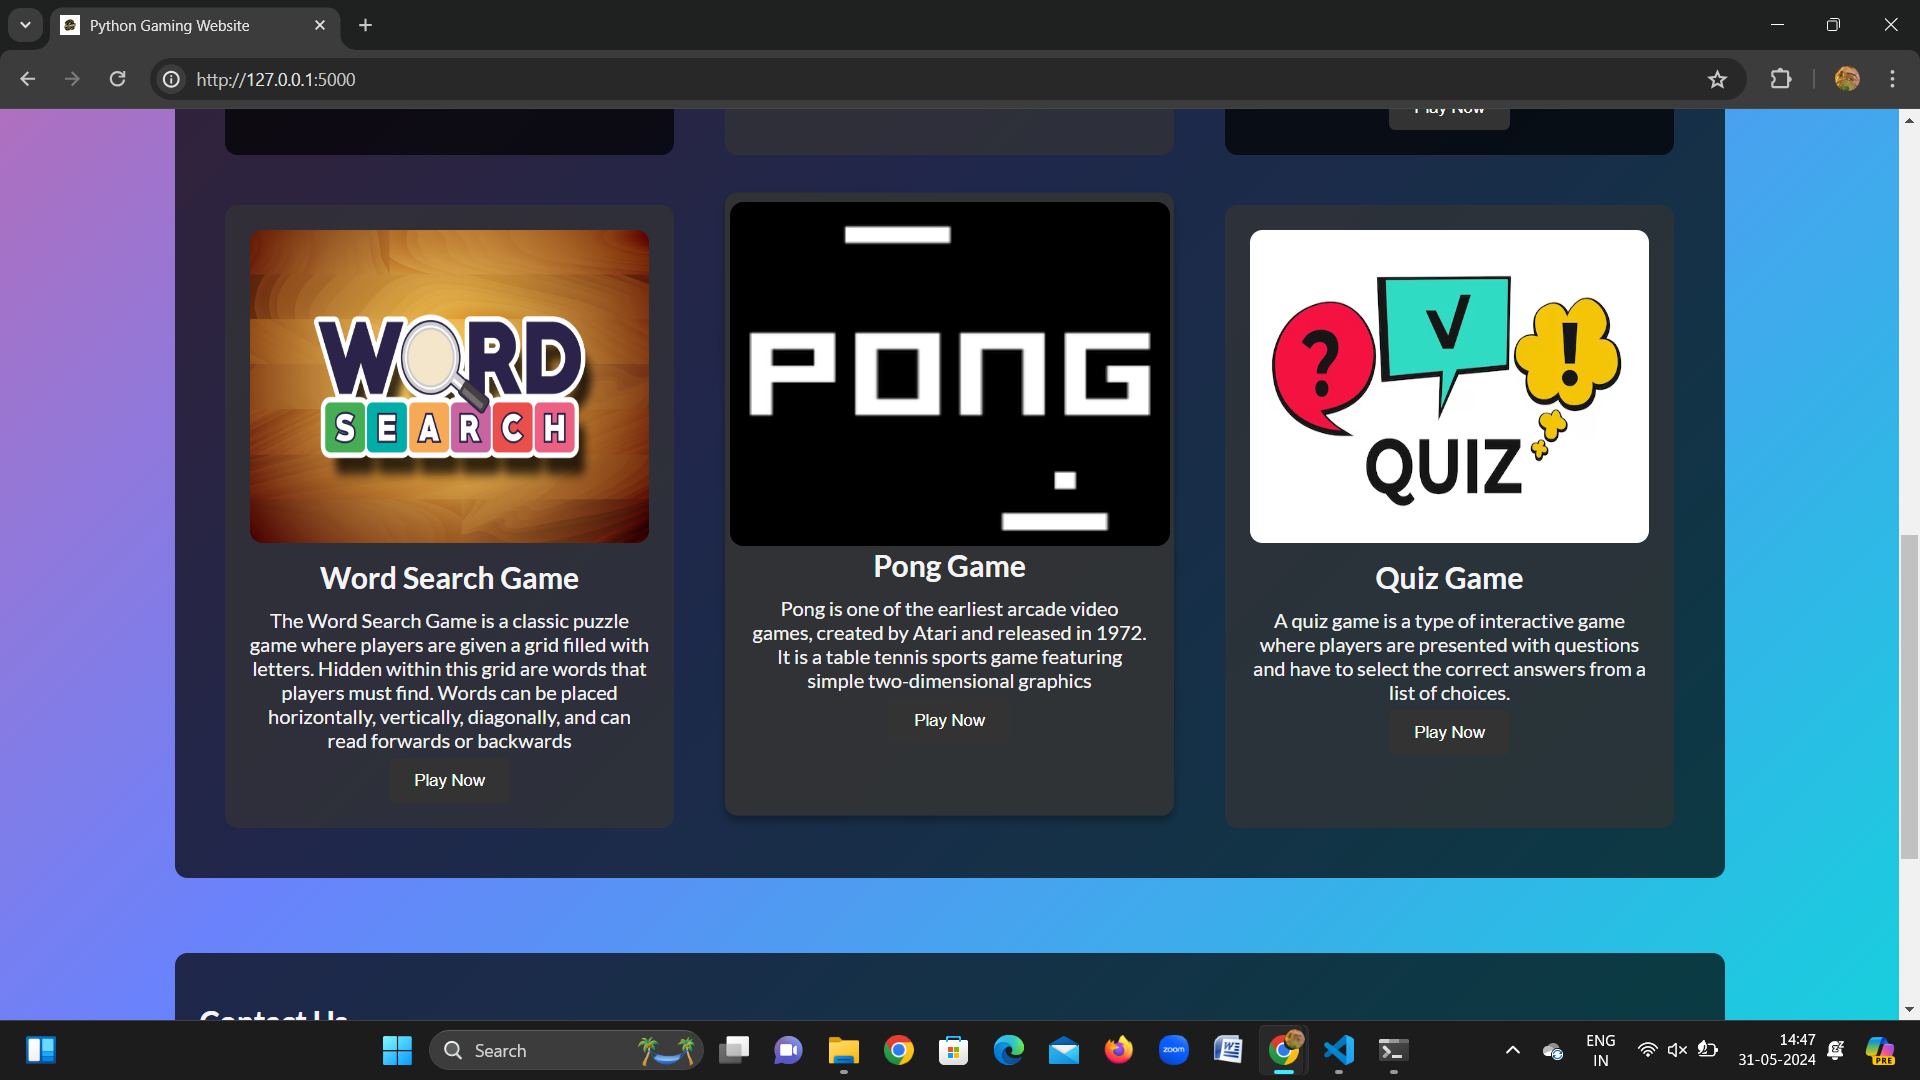 Python Gaming Website
http://127.0.0.1:5000
Play Now
WORD
SEARCH
Word Search Game
The Word Search Game is a classic puzzle
game where players are given a grid filled with
letters. Hidden within this grid are words that
players must find. Words can be placed
horizontally, vertically, diagonally, and can
read forwards or backwards
Play Now
PONG
Pong Game
Pong is one of the earliest arcade video
games, created by Atari and released in 1972.
It is a table tennis sports game featuring
simple two-dimensional graphics
Play Now
?
√
!
QUIZ
Quiz Game
A quiz game is a type of interactive game
where players are presented with questions
and have to select the correct answers from a
list of choices.
Play Now
Contact Us
Search
zoom
ENG
IN
14:47
31-05-2024
PRE